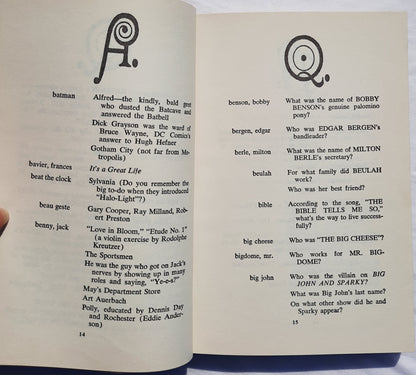 A.
batman Alfred—the kindly, bald gent
who dusted the Batcave and
answered the Batbell
Dick Grayson was the ward of
Bruce Wayne, DC Comics's
answer to Hugh Hefner
Gotham City (not far from Me-
tropolis)
bavier, frances It's a Great Life
beat the clock Sylvania (Do you remember the
big to-do when they introduced
"Halo-Light"?)
beau geste Gary Cooper, Ray Milland, Rob-
ert Preston
benny, jack "Love in Bloom," "Etude No. 1"
(a violin exercise by Rodolphe
Kreutzer)
The Sportsmen
He was the guy who got on Jack's
nerves by showing up in many
roles and saying, "Ye-e-s?"
May's Department Store
Art Auerbach
Polly, educated by Dennis Day
and Rochester (Eddie Ander-
son)
14
Q.
benson, bobby What was the name of BOBBY
BENSON's genuine palomino
pony?
bergen, edgar Who was EDGAR BERGEN's
bandleader?
berle, milton What was the name of MILTON
BERLE's secretary?
beulah For what family did BEULAH
work?
Who was her best friend?
bible According to the song, "THE
BIBLE TELLS ME SO,"
what's the way to live success-
fully?
big cheese Who was "THE BIG CHEESE"?
bigdome, mr. Who works for MR. BIG-
DOME?
big john Who was the villain on BIG
JOHN AND SPARKY?
What was Big John's last name?
On what other show did he and
Sparky appear?
15